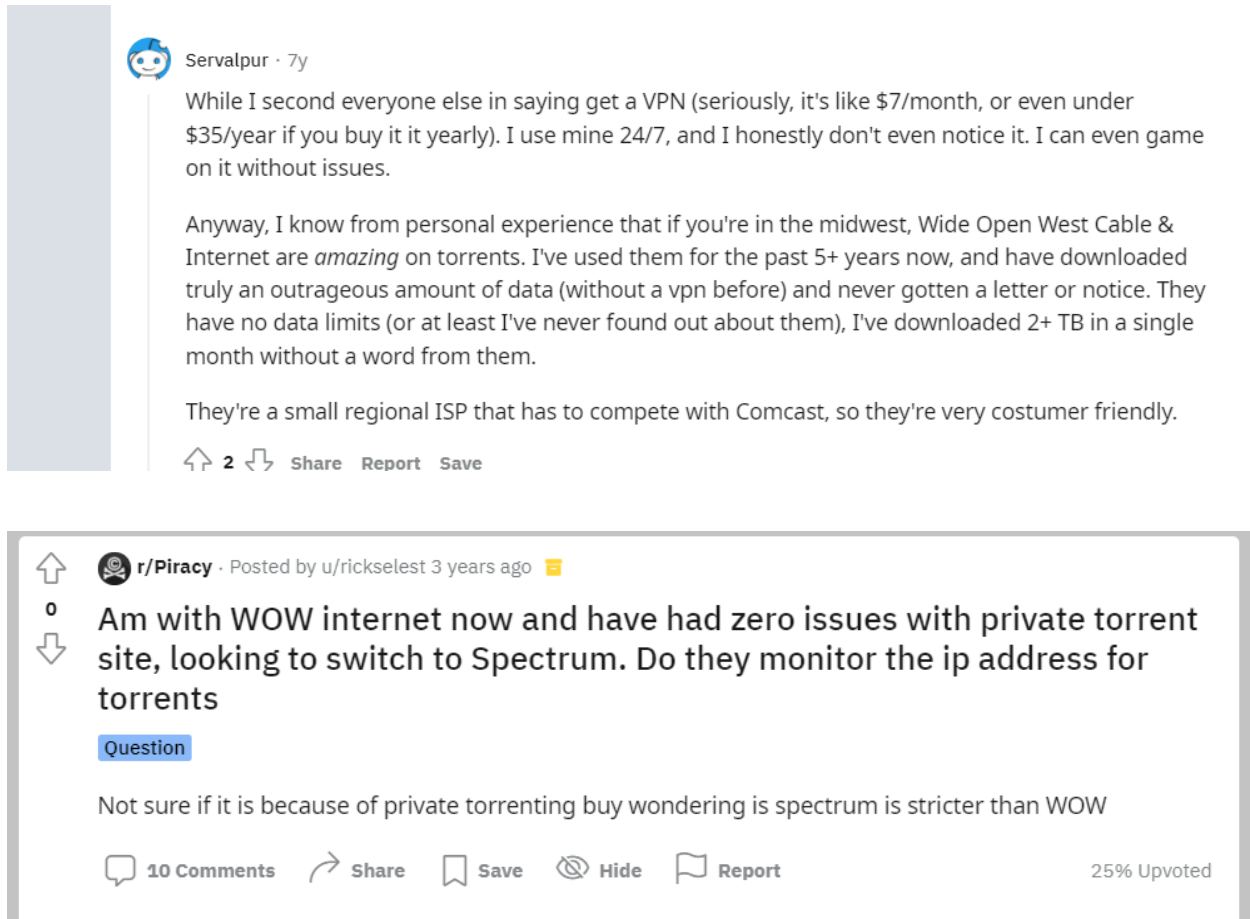 Servalpur · 7y
While I second everyone else in saying get a VPN (seriously, it's like $7/month, or even under
$35/year if you buy it it yearly). I use mine 24/7, and I honestly don't even notice it. I can even game
on it without issues.
Anyway, I know from personal experience that if you're in the midwest, Wide Open West Cable &
Internet are amazing on torrents. I've used them for the past 5+ years now, and have downloaded
truly an outrageous amount of data (without a vpn before) and never gotten a letter or notice. They
have no data limits (or at least I've never found out about them), I've downloaded 2+ TB in a single
month without a word from them.
They're a small regional ISP that has to compete with Comcast, so they're very costumer friendly.
2 Share Report Save
r/Piracy · Posted by u/rickselest 3 years ago
0
Am with WOW internet now and have had zero issues with private torrent
site, looking to switch to Spectrum. Do they monitor the ip address for
torrents
Question
Not sure if it is because of private torrenting buy wondering is spectrum is stricter than WOW
10 Comments Share Save Hide Report 25% Upvoted